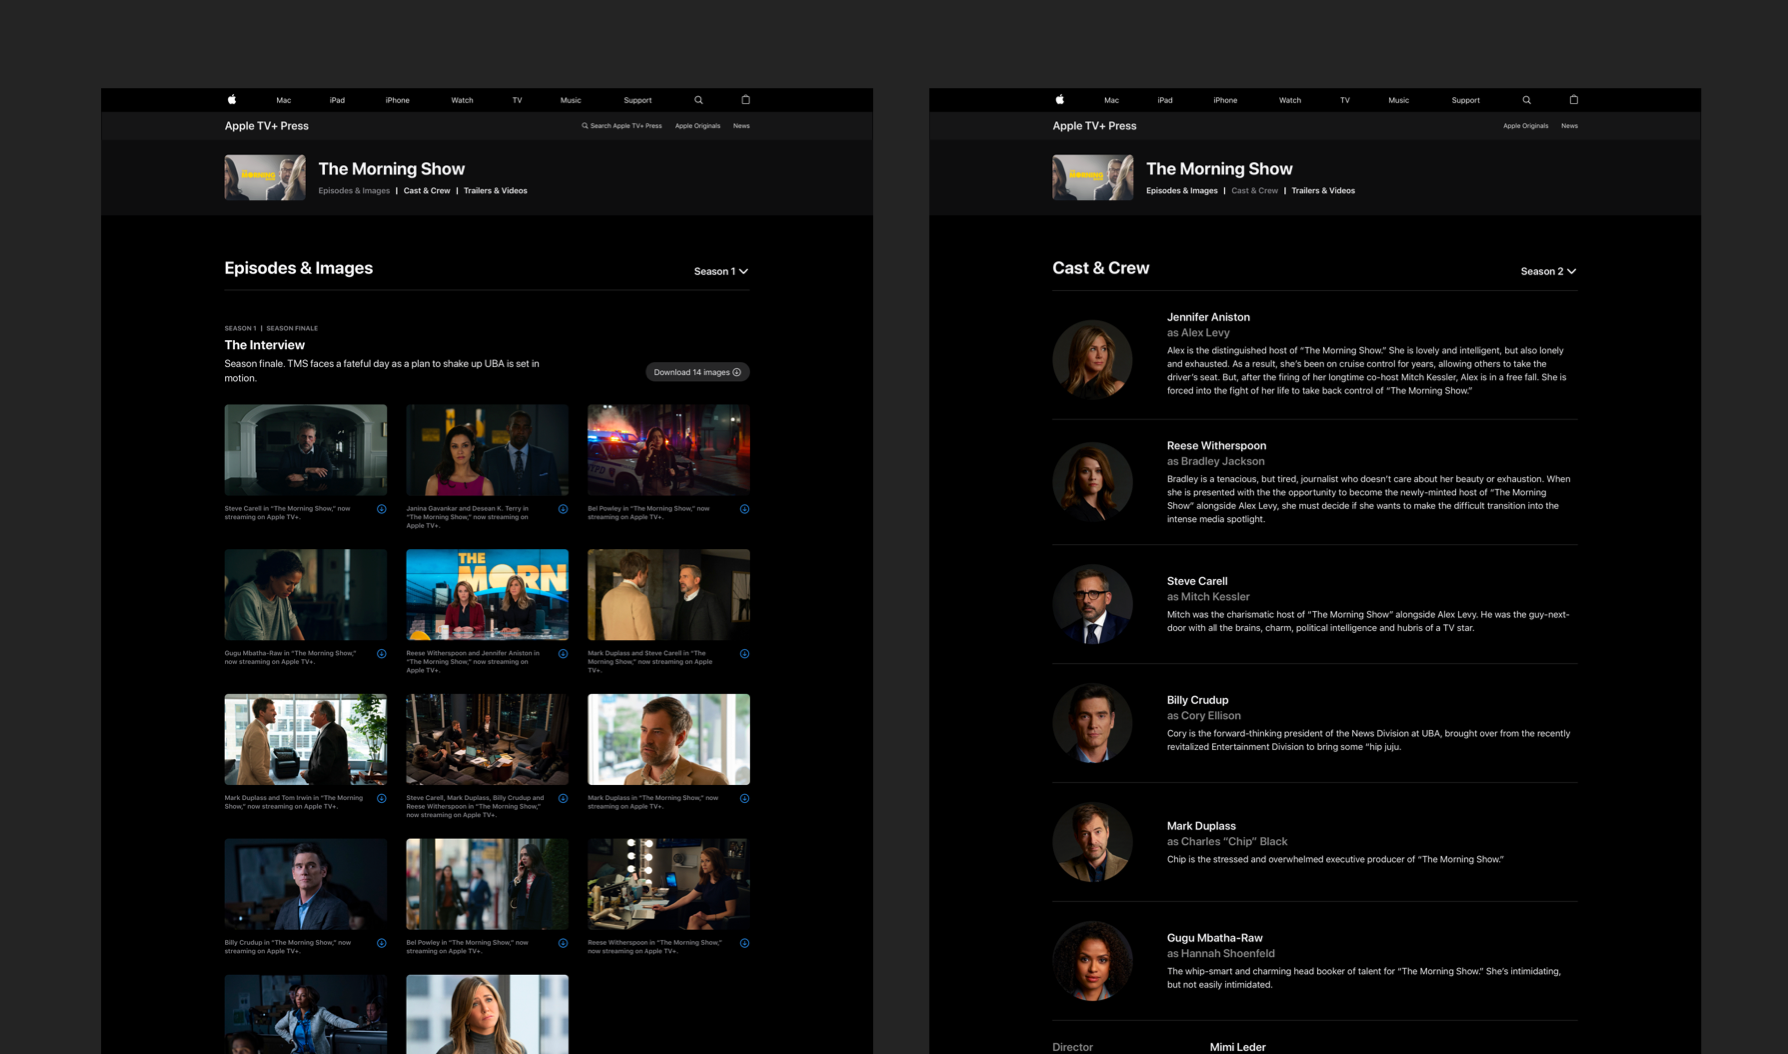 Mac iPad iPhone Watch TV Music Support
Apple TV+ Press
Search Apple TV+ Press Apple Originals News
MORNING
The Morning Show
Episodes & Images | Cast & Crew | Trailers & Videos
Episodes & Images
Season 1
SEASON 1 | SEASON FINALE
The Interview
Season finale. TMS faces a fateful day as a plan to shake up UBA is set in
motion.
Download 14 images
Steve Carell in “The Morning Show,” now
streaming on Apple TV+.
Janina Gavankar and Desean K. Terry in
“The Morning Show,” now streaming on
Apple TV+.
Bel Powley in “The Morning Show,” now
streaming on Apple TV+.
THE
MORN
Gugu Mbatha-Raw in “The Morning Show,”
now streaming on Apple TV+.
Reese Witherspoon and Jennifer Aniston in
“The Morning Show,” now streaming on
Apple TV+.
Mark Duplass and Steve Carell in “The
Morning Show,” now streaming on Apple
TV+.
Mark Duplass and Tom Irwin in “The Morning
Show,” now streaming on Apple TV+.
Steve Carell, Mark Duplass, Billy Crudup and
Reese Witherspoon in “The Morning Show,”
now streaming on Apple TV+.
Mark Duplass in “The Morning Show,” now
streaming on Apple TV+.
Billy Crudup in “The Morning Show,” now
streaming on Apple TV+.
Bel Powley in “The Morning Show,” now
streaming on Apple TV+.
Reese Witherspoon in “The Morning Show,”
now streaming on Apple TV+.
Mac iPad iPhone Watch TV Music Support
Apple TV+ Press
Apple Originals News
MORNING
The Morning Show
Episodes & Images | Cast & Crew | Trailers & Videos
Cast & Crew
Season 2
Jennifer Aniston
as Alex Levy
Alex is the distinguished host of “The Morning Show.” She is lovely and intelligent, but also lonely
and exhausted. As a result, she’s been on cruise control for years, allowing others to take the
driver’s seat. But, after the firing of her longtime co-host Mitch Kessler, Alex is in a free fall. She is
forced into the fight of her life to take back control of “The Morning Show.”
Reese Witherspoon
as Bradley Jackson
Bradley is a tenacious, but tired, journalist who doesn’t care about her beauty or exhaustion. When
she is presented with the the opportunity to become the newly-minted host of “The Morning
Show” alongside Alex Levy, she must decide if she wants to make the difficult transition into the
intense media spotlight.
Steve Carell
as Mitch Kessler
Mitch was the charismatic host of “The Morning Show” alongside Alex Levy. He was the guy-next-
door with all the brains, charm, political intelligence and hubris of a TV star.
Billy Crudup
as Cory Ellison
Cory is the forward-thinking president of the News Division at UBA, brought over from the recently
revitalized Entertainment Division to bring some “hip juju.
Mark Duplass
as Charles “Chip” Black
Chip is the stressed and overwhelmed executive producer of “The Morning Show.”
Gugu Mbatha-Raw
as Hannah Shoenfeld
The whip-smart and charming head booker of talent for “The Morning Show.” She’s intimidating,
but not easily intimidated.
Director
Mimi Leder